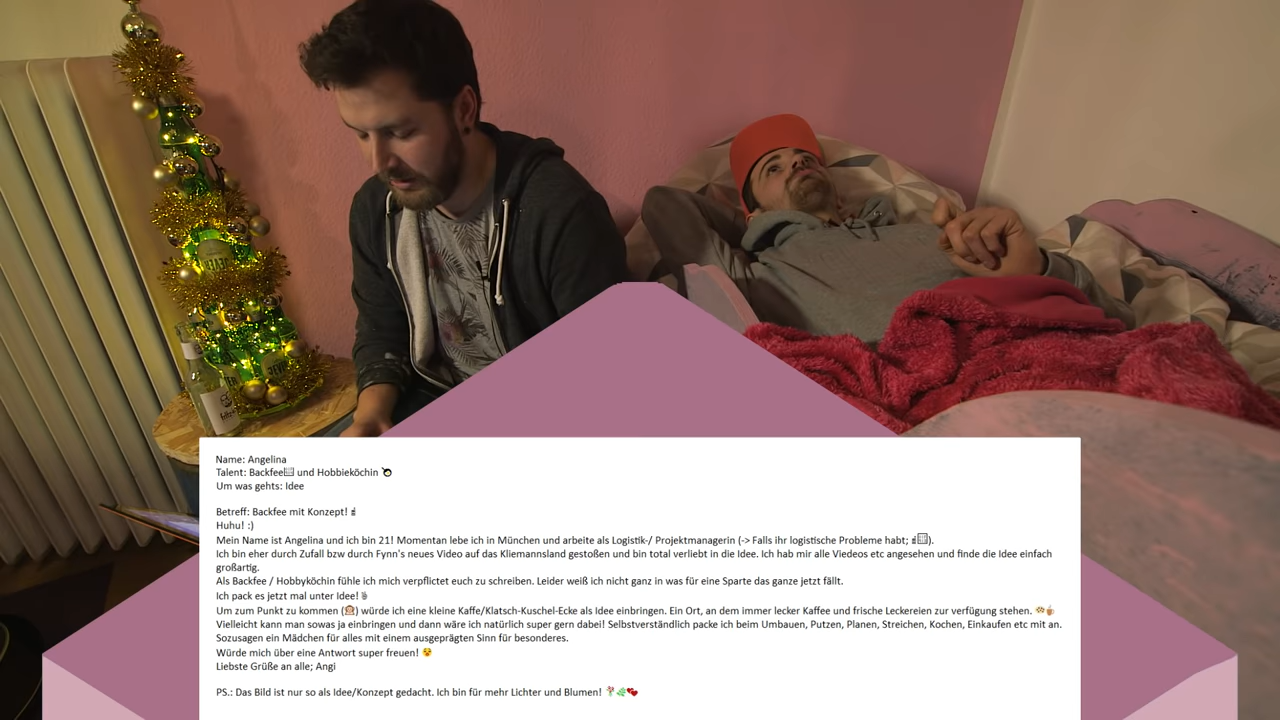 Name: Angelina
Talent: Backfee und Hobbieköchin
Um was gehts: Idee
Betreff: Backfee mit Konzept! ☝
Huhu! :)
Mein Name ist Angelina und ich bin 21! Momentan lebe ich in München und arbeite als Logistik-/ Projektmanagerin (-> Falls ihr logistische Probleme habt; ☝).
Ich bin eher durch Zufall bzw durch Fynn's neues Video auf das Kliemannsland gestoßen und bin total verliebt in die Idee. Ich hab mir alle Viedeos etc angesehen und finde die Idee einfach
großartig.
Als Backfee / Hobbyköchin fühle ich mich verpflictet euch zu schreiben. Leider weiß ich nicht ganz in was für eine Sparte das ganze jetzt fällt.
Ich pack es jetzt mal unter Idee!
Um zum Punkt zu kommen (🙊) würde ich eine kleine Kaffe/Klatsch-Kuschel-Ecke als Idee einbringen. Ein Ort, an dem immer lecker Kaffee und frische Leckereien zur verfügung stehen.
Vielleicht kann man sowas ja einbringen und dann wäre ich natürlich super gern dabei! Selbstverständlich packe ich beim Umbauen, Putzen, Planen, Streichen, Kochen, Einkaufen etc mit an.
Sozusagen ein Mädchen für alles mit einem ausgeprägten Sinn für besonderes.
Würde mich über eine Antwort super freuen!
Liebste Grüße an alle; Angi
PS.: Das Bild ist nur so als Idee/Konzept gedacht. Ich bin für mehr Lichter und Blumen!